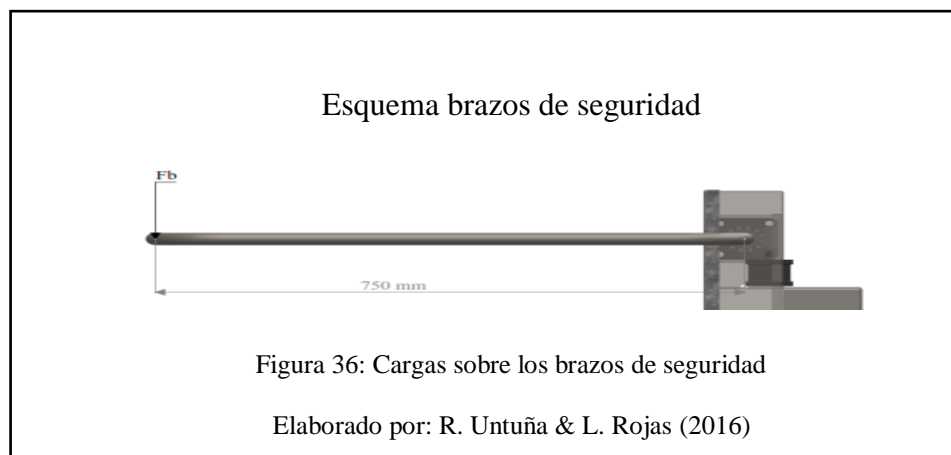 Esquema brazos de seguridad
Fb
750 mm
Figura 36: Cargas sobre los brazos de seguridad
Elaborado por: R. Untuña & L. Rojas (2016)